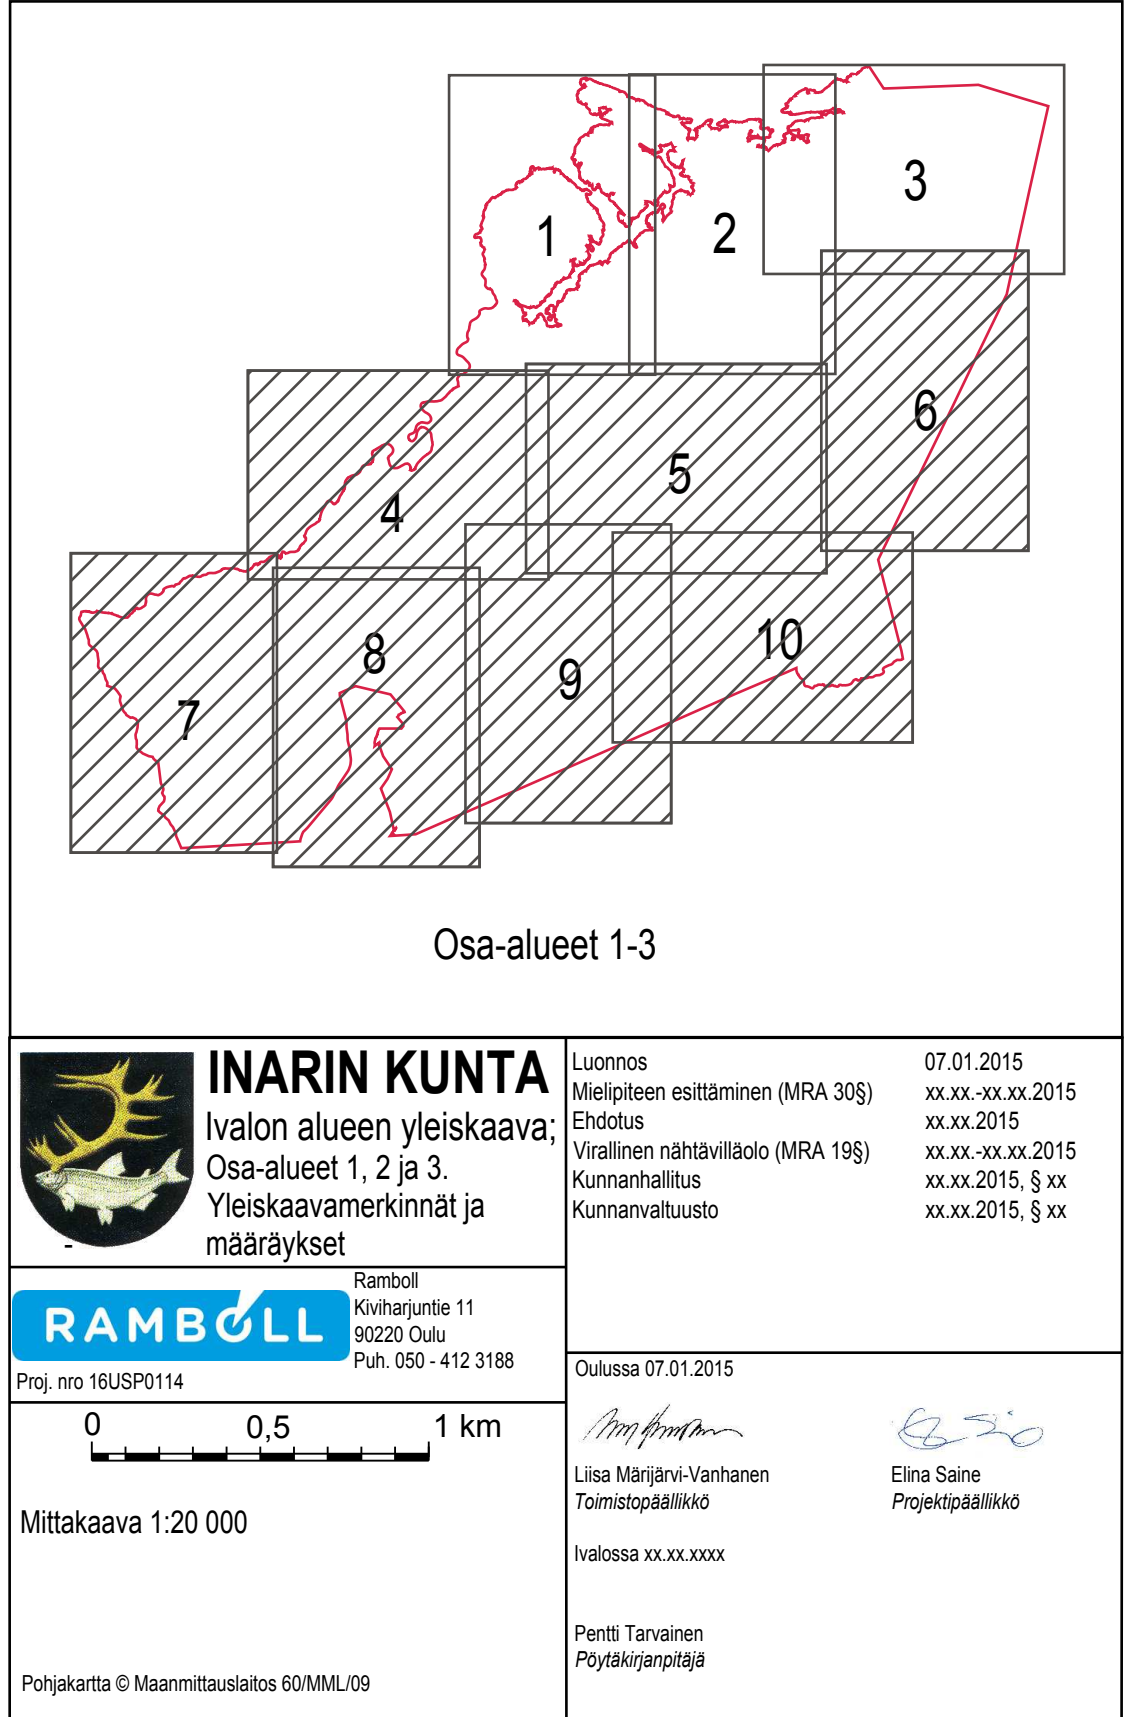 1
2
3
4
5
6
7
8
9
10
Osa-alueet 1-3
INARIN KUNTA
Ivalon alueen yleiskaava;
Osa-alueet 1, 2 ja 3.
Yleiskaavamerkinnät ja
määräykset
-
Luonnos 07.01.2015
Mielipiteen esittäminen (MRA 30§) xx.xx.-xx.xx.2015
Ehdotus xx.xx.2015
Virallinen nähtävilläolo (MRA 19§) xx.xx.-xx.xx.2015
Kunnanhallitus xx.xx.2015, § xx
Kunnanvaltuusto xx.xx.2015, § xx
RAMBOLL
Ramboll
Kiviharjuntie 11
90220 Oulu
Puh. 050 - 412 3188
Proj. nro 16USP0114
0 0,5 1 km
Mittakaava 1:20 000
Pohjakartta © Maanmittauslaitos 60/MML/09
Oulussa 07.01.2015
Liisa Märijärvi-Vanhanen Elina Saine
Toimistopäällikkö Projektipäällikkö
Ivalossa xx.xx.xxxx
Pentti Tarvainen
Pöytäkirjanpitäjä